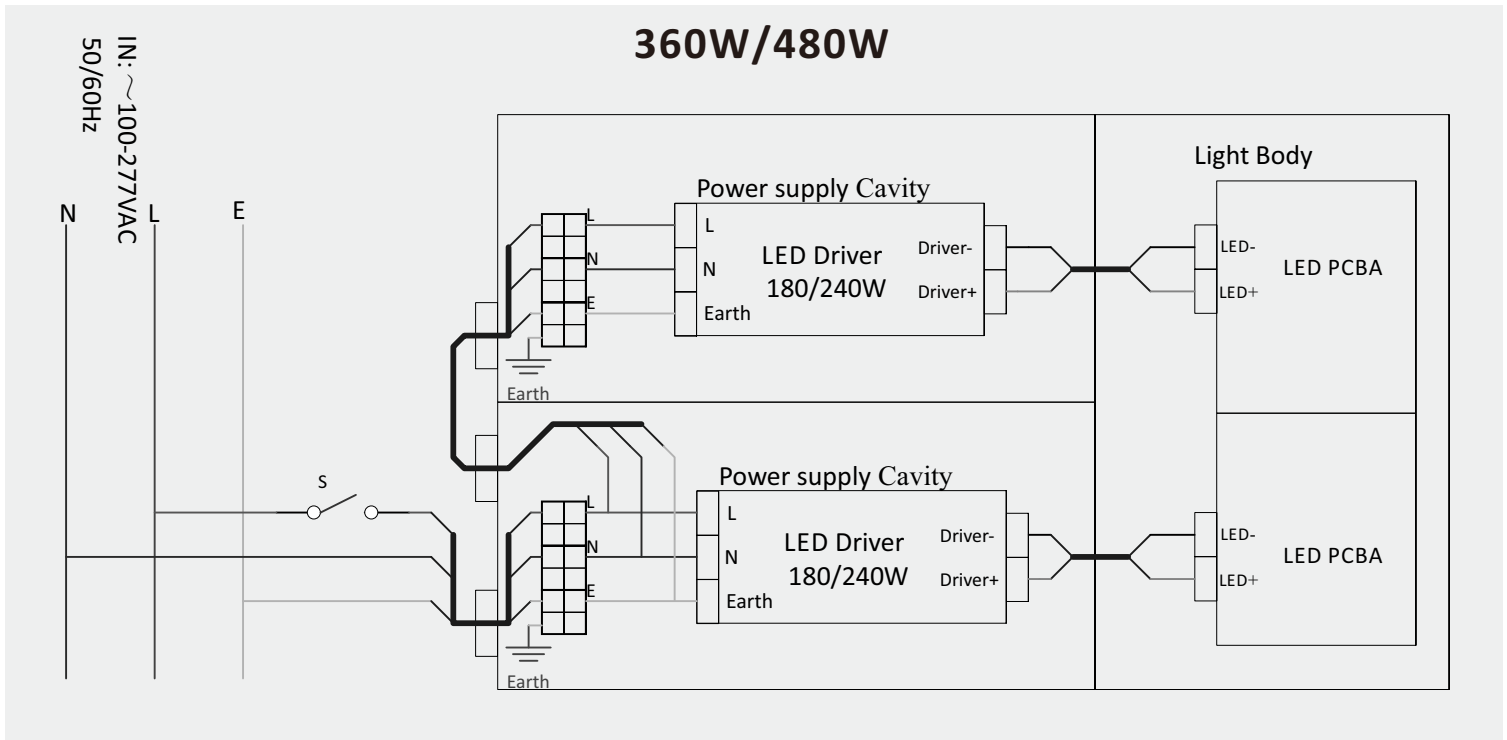 360W/480W
IN: ～100-277VAC
50/60Hz
N
L
E
Light Body
Power supply Cavity
L
N
E
L
N
Earth
LED Driver
180/240W
Driver-
Driver+
LED-
LED+
LED PCBA
Earth
S
Power supply Cavity
L
N
E
L
N
Earth
LED Driver
180/240W
Driver-
Driver+
LED-
LED+
LED PCBA
Earth